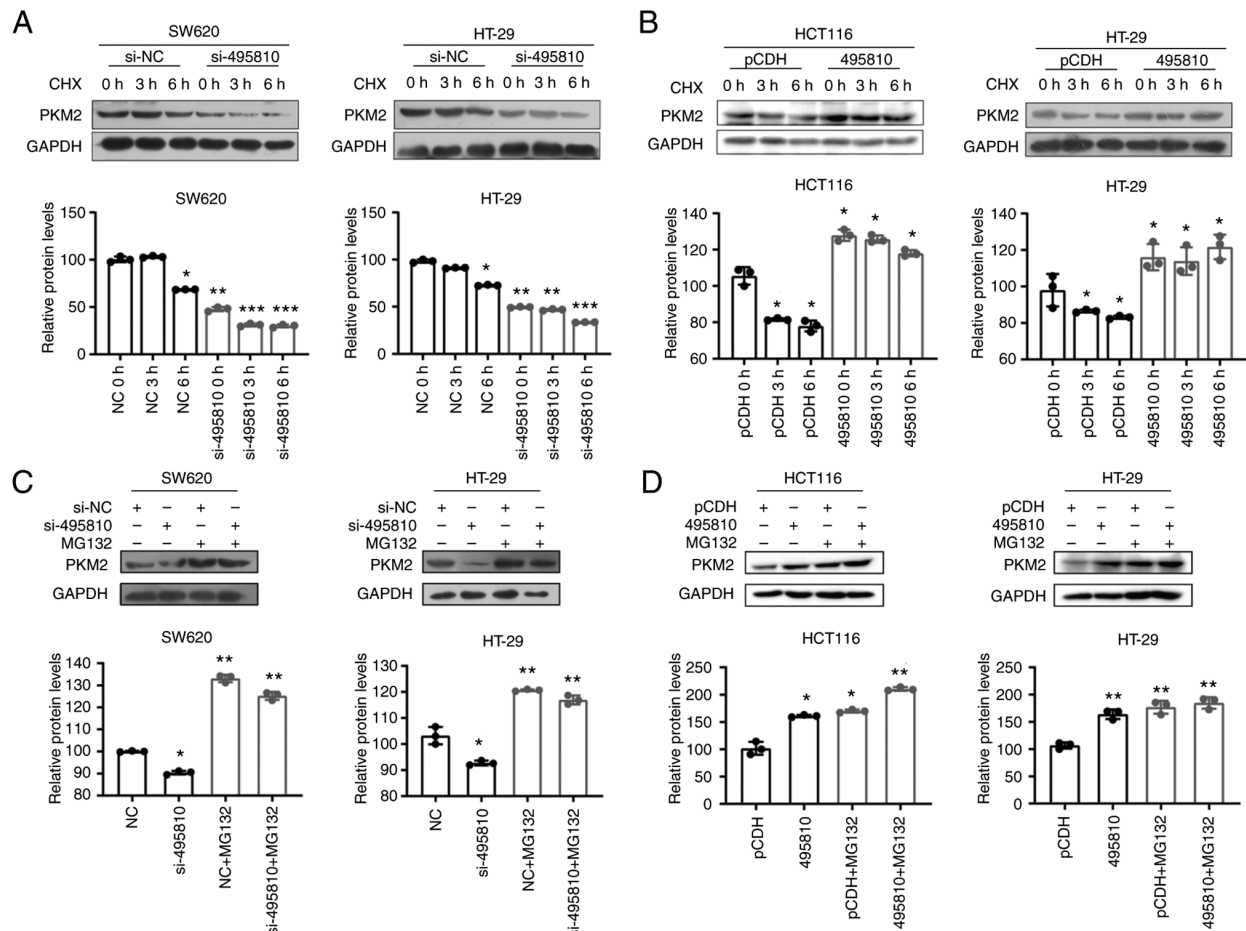 A
SW620
si-NC si-495810
CHX 0 h 3 h 6 h 0 h 3 h 6 h
PKM2
GAPDH
SW620
Relative protein levels
150
100
50
0
* ** *** ***
NC 0 h
NC 3 h
NC 6 h
si-495810 0 h
si-495810 3 h
si-495810 6 h
HT-29
si-NC si-495810
CHX 0 h 3 h 6 h 0 h 3 h 6 h
PKM2
GAPDH
HT-29
Relative protein levels
150
100
50
0
* ** ** ***
NC 0 h
NC 3 h
NC 6 h
si-495810 0 h
si-495810 3 h
si-495810 6 h
B
HCT116
pCDH 495810
CHX 0 h 3 h 6 h 0 h 3 h 6 h
PKM2
GAPDH
HCT116
Relative protein levels
140
120
100
80
60
* * * * *
pCDH 0 h
pCDH 3 h
pCDH 6 h
495810 0 h
495810 3 h
495810 6 h
HT-29
pCDH 495810
CHX 0 h 3 h 6 h 0 h 3 h 6 h
PKM2
GAPDH
HT-29
Relative protein levels
140
120
100
80
60
* * * * *
pCDH 0 h
pCDH 3 h
pCDH 6 h
495810 0 h
495810 3 h
495810 6 h
C
SW620
si-NC + − + −
si-495810 − + − +
MG132 − − + +
PKM2
GAPDH
SW620
Relative protein levels
140
130
120
110
100
90
80
* ** **
NC
si-495810
NC+MG132
si-495810+MG132
HT-29
si-NC + − + −
si-495810 − + − +
MG132 − − + +
PKM2
GAPDH
HT-29
Relative protein levels
130
120
110
100
90
80
* ** **
NC
si-495810
NC+MG132
si-495810+MG132
D
HCT116
pCDH + − + −
495810 − + − +
MG132 − − + +
PKM2
GAPDH
HCT116
Relative protein levels
250
200
150
100
50
0
* * **
pCDH
495810
pCDH+MG132
495810+MG132
HT-29
pCDH + − + −
495810 − + − +
MG132 − − + +
PKM2
GAPDH
HT-29
Relative protein levels
250
200
150
100
50
0
** ** **
pCDH
495810
pCDH+MG132
495810+MG132